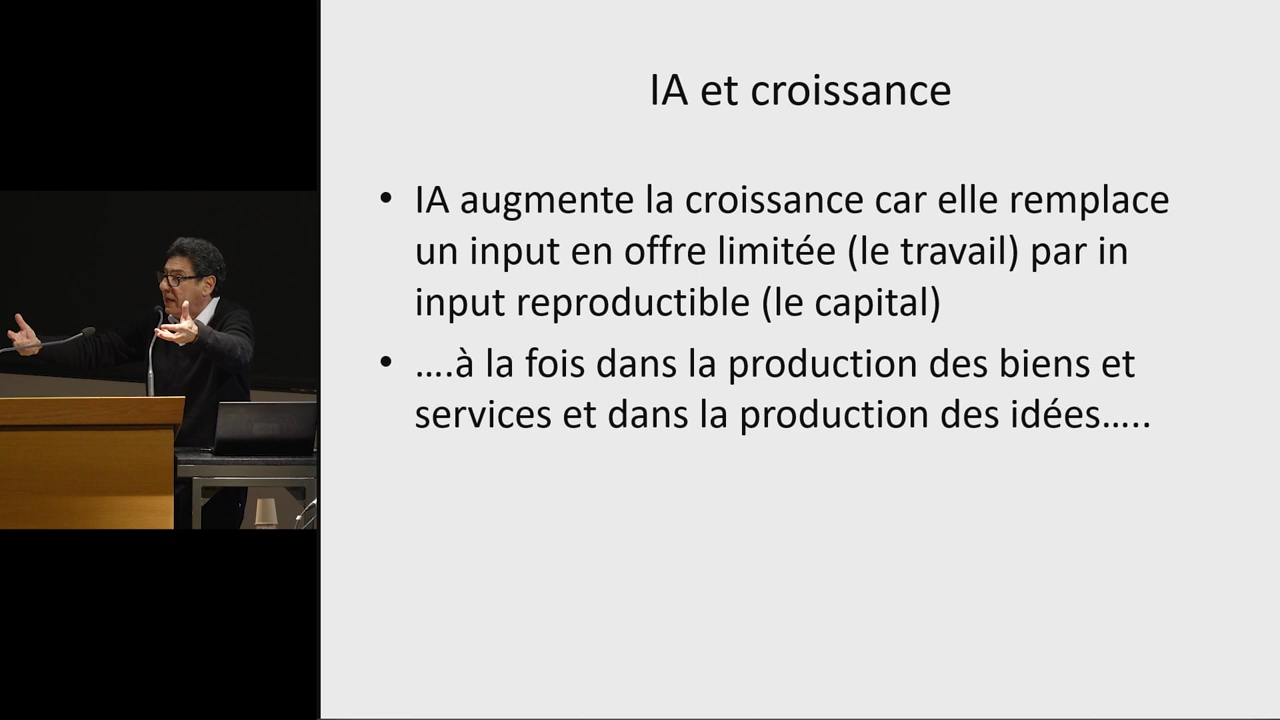 IA et croissance
• IA augmente la croissance car elle remplace
un input en offre limitée (le travail) par in
input reproductible (le capital)
• ….à la fois dans la production des biens et
services et dans la production des idées…..